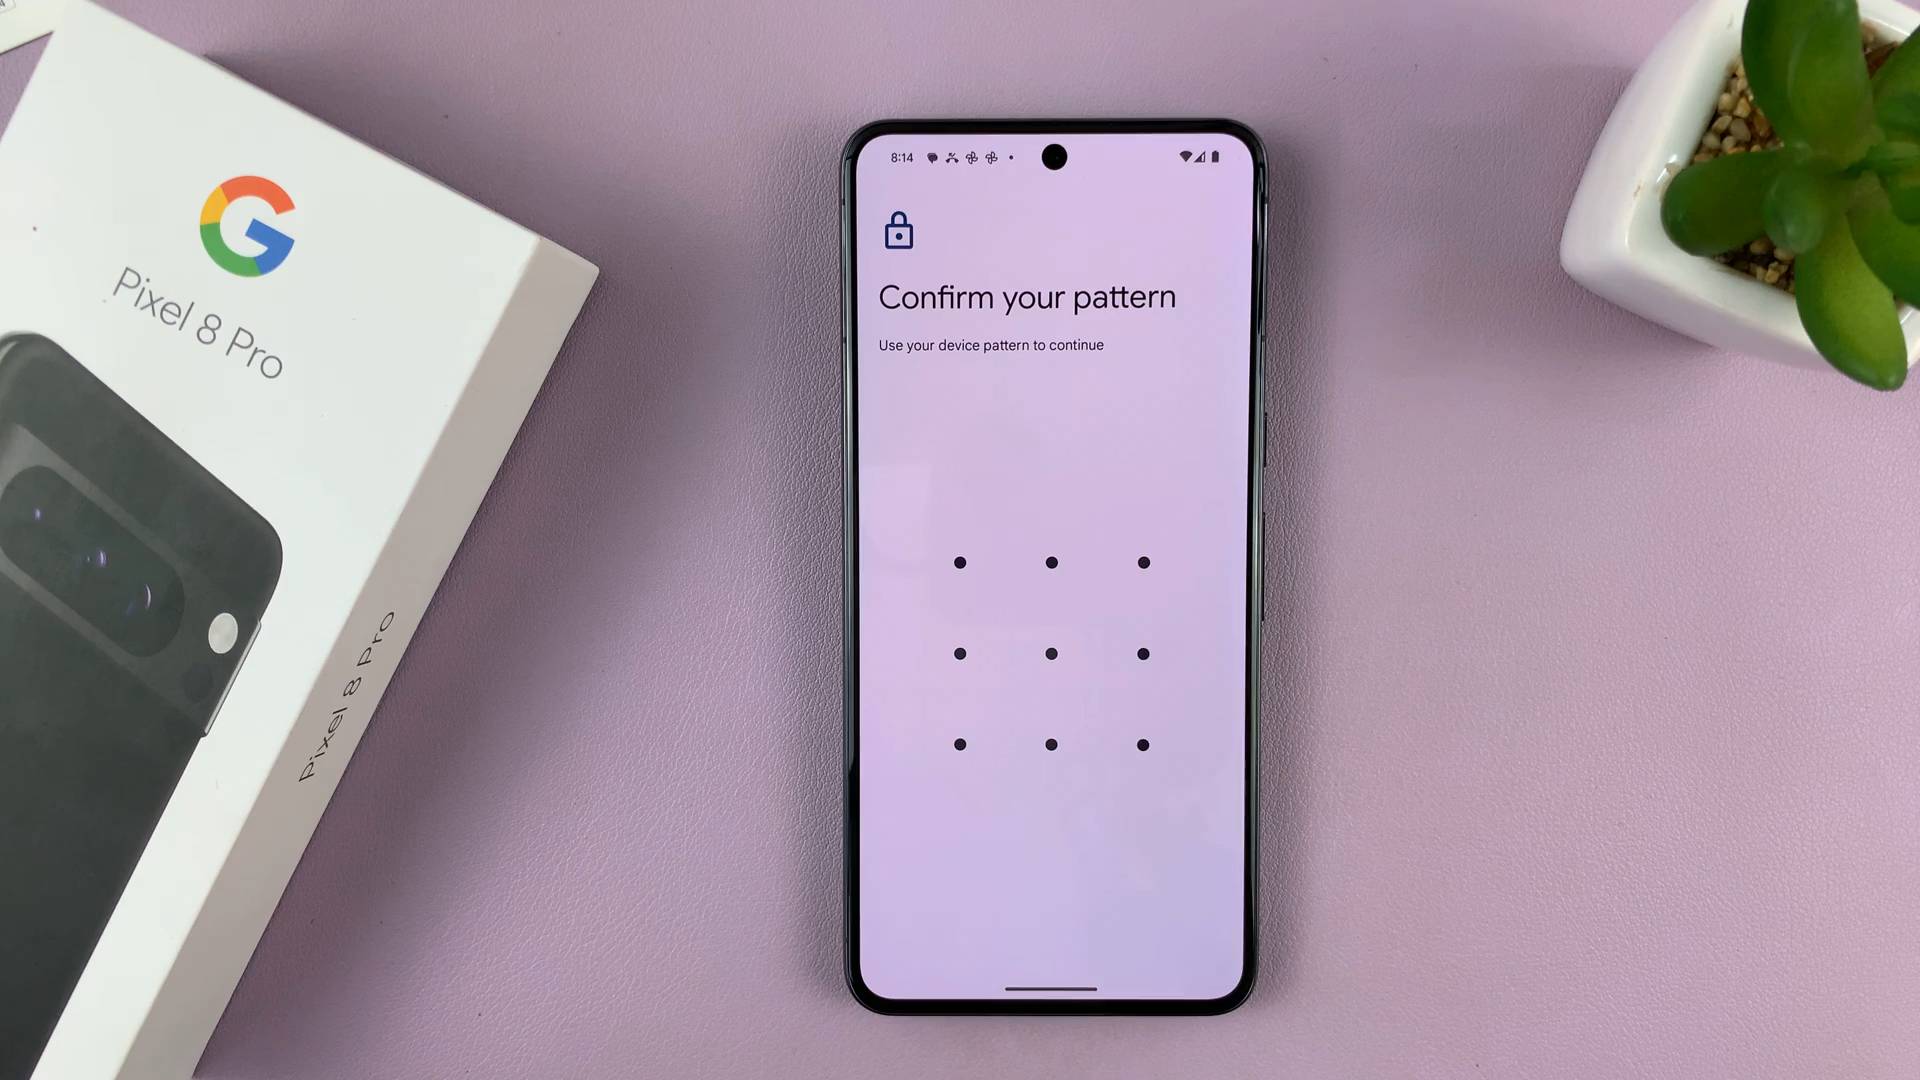 Pixel 8 Pro
Pixel 8 Pro
8:14
Confirm your pattern
Use your device pattern to continue